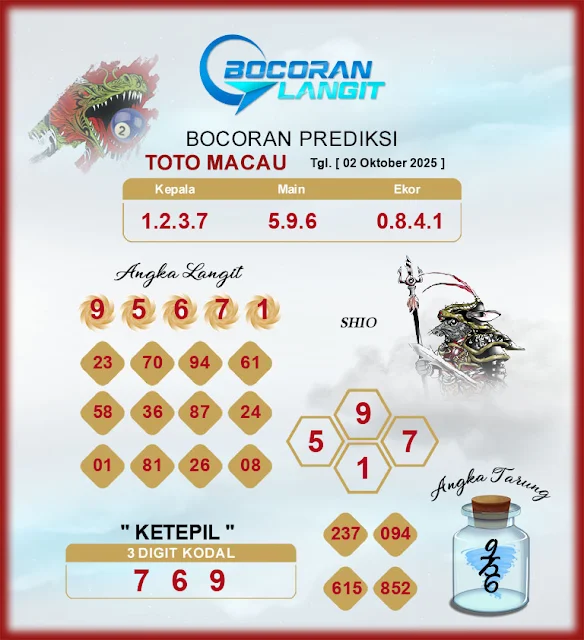 BOCORAN
LANGIT
BOCORAN PREDIKSI
TOTO MACAU Tgl. [ 02 Oktober 2025 ]
Kepala Main Ekor
1.2.3.7 5.9.6 0.8.4.1
Angka Langit
9 5 6 7 1
SHIO
23 70 94 61
58 36 87 24
01 81 26 08
9
5 7
1
Angka Tarung
" KETEPIL "
3 DIGIT KODAL
7 6 9
237 094
615 852
2